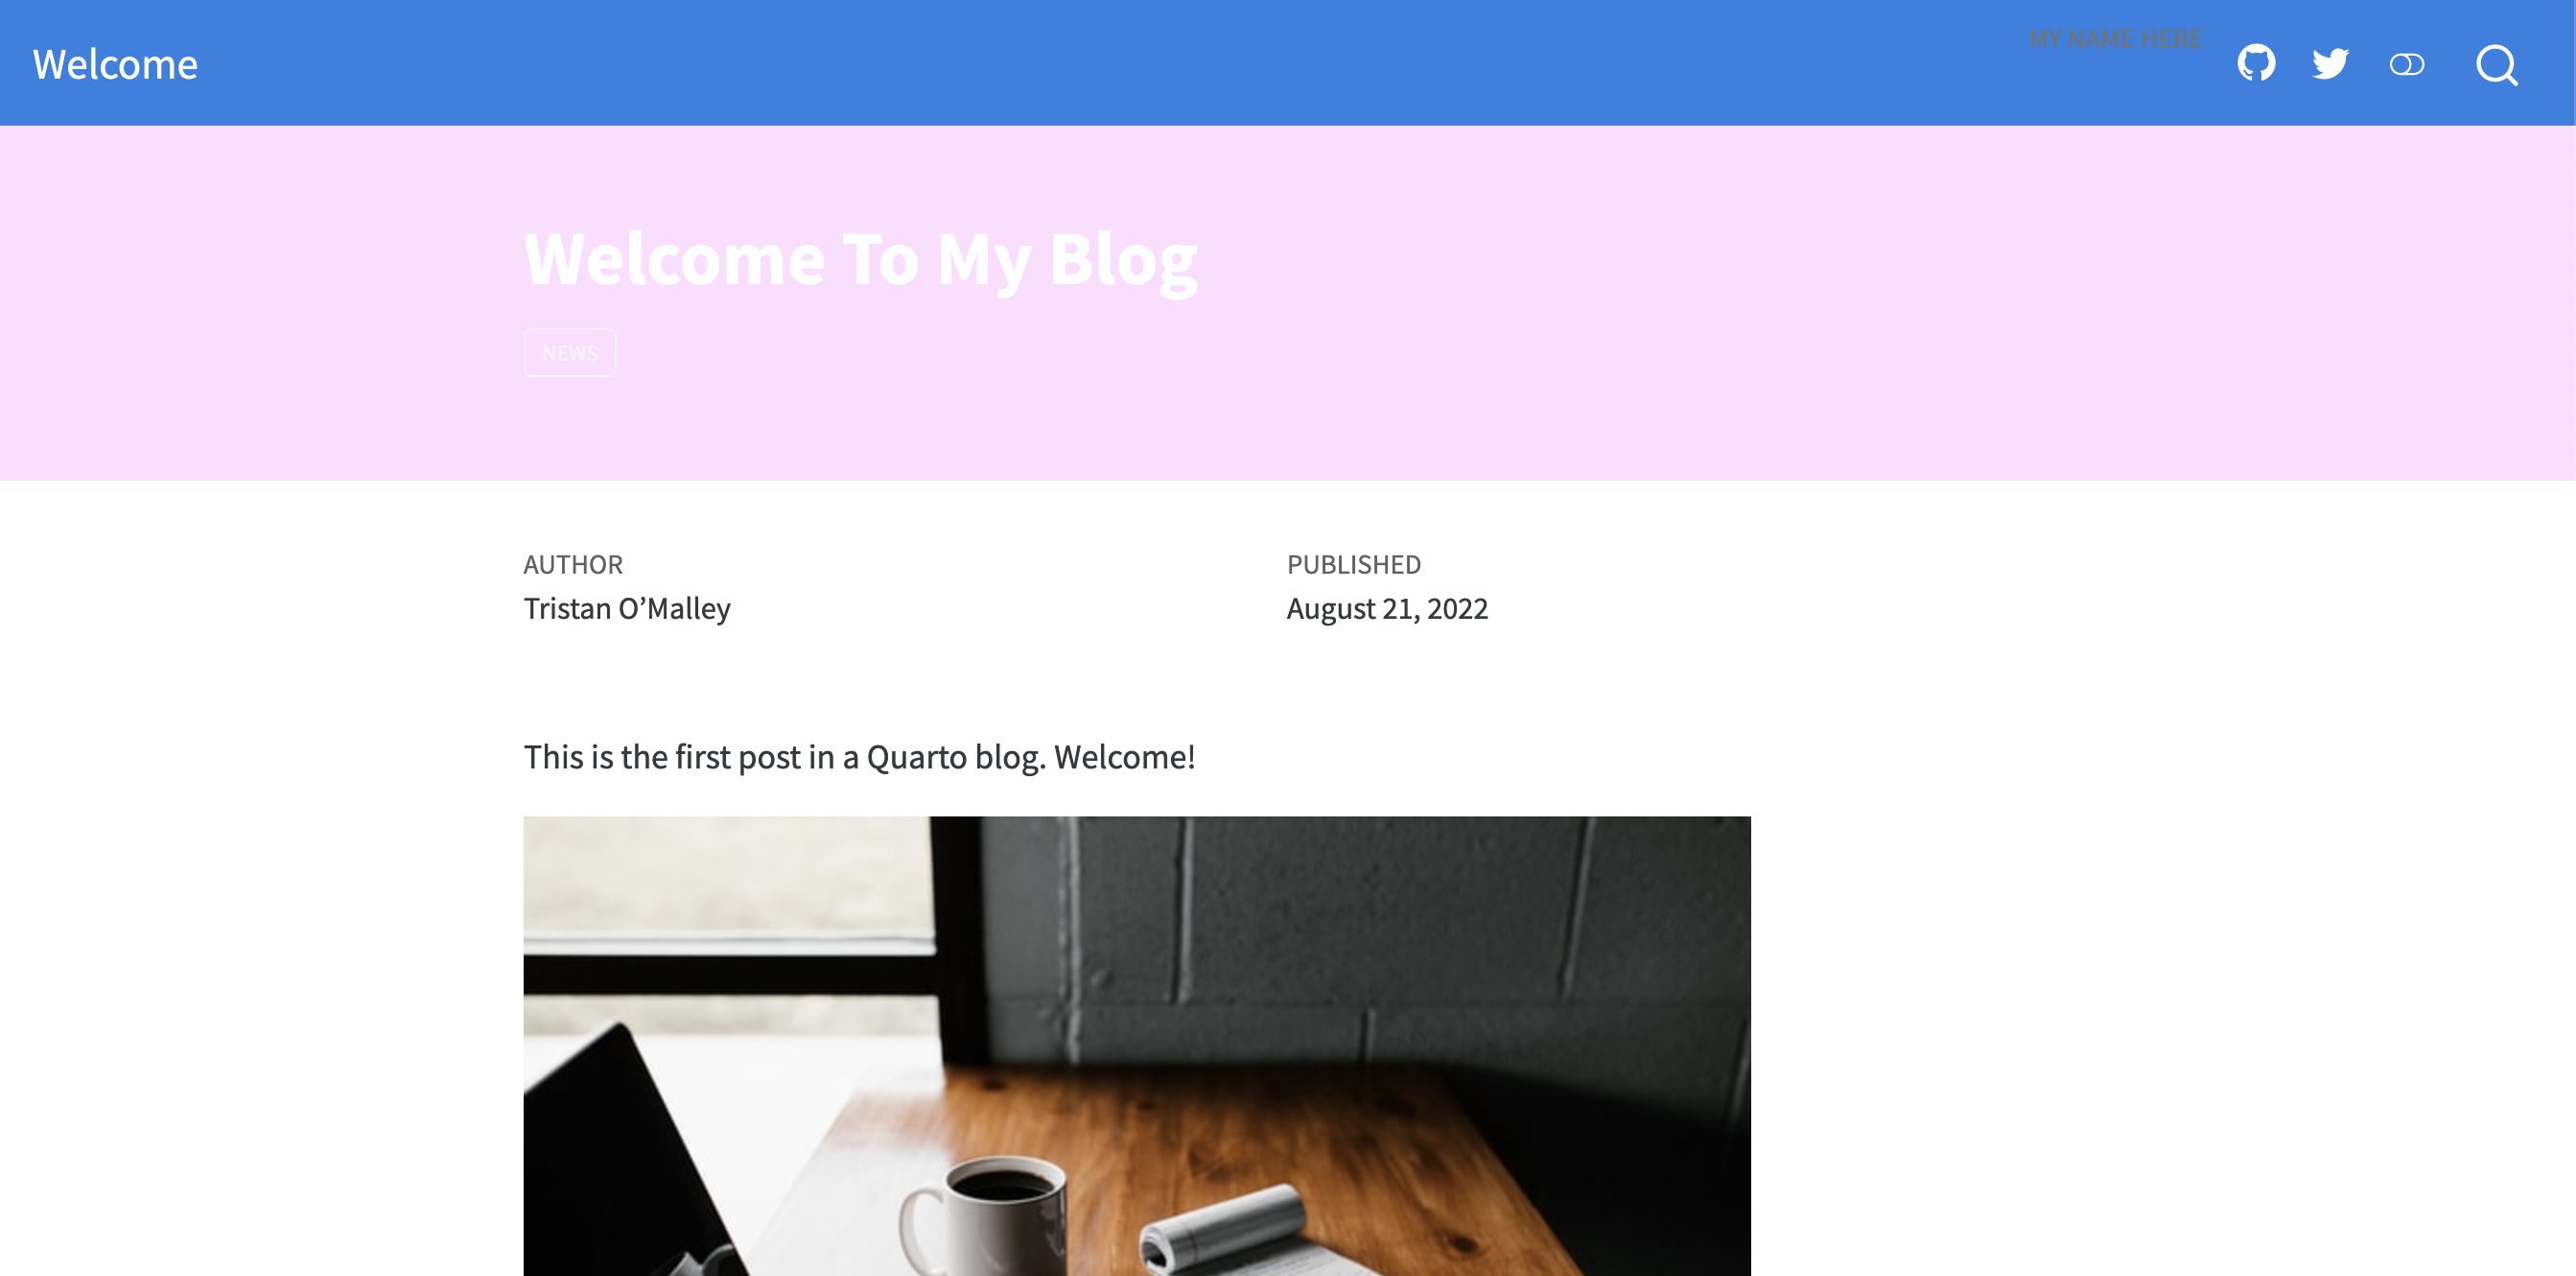 Welcome
MY NAME HERE
Welcome To My Blog
NEWS
AUTHOR
PUBLISHED
Tristan O’Malley
August 21, 2022
This is the first post in a Quarto blog. Welcome!